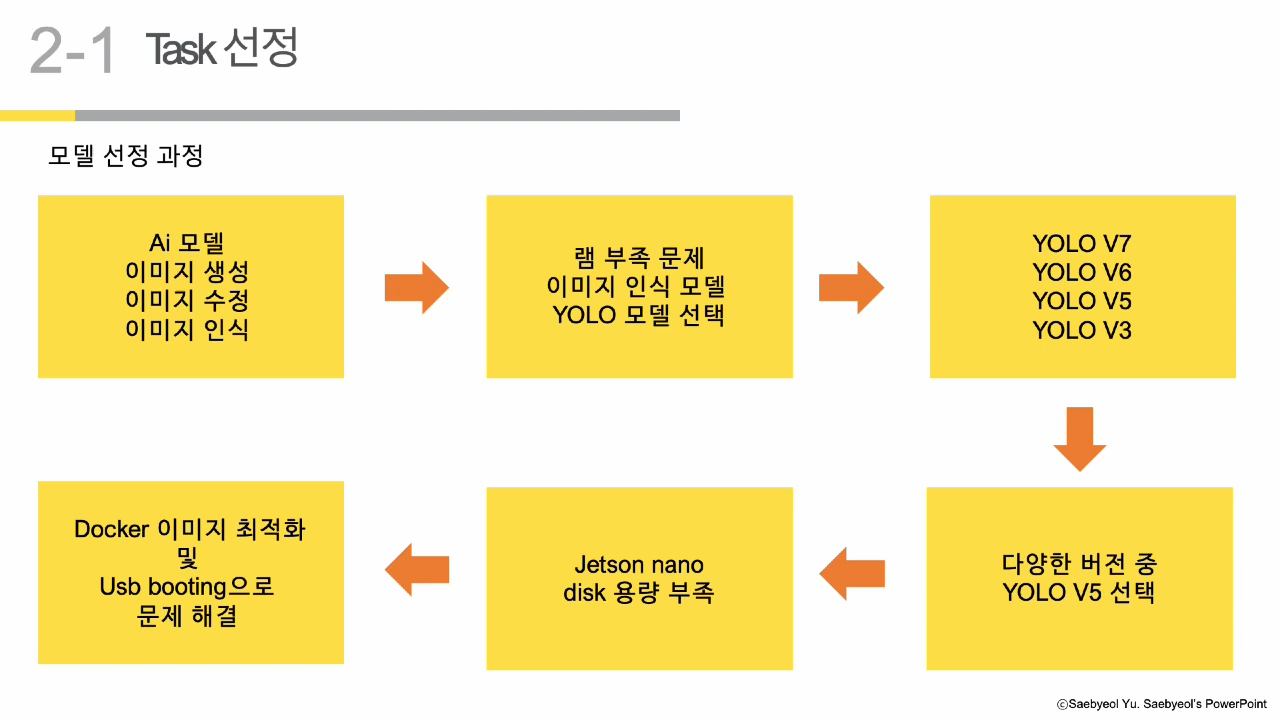 2-1 Task 선정
모델 선정 과정
Ai 모델
이미지 생성
이미지 수정
이미지 인식
램 부족 문제
이미지 인식 모델
YOLO 모델 선택
YOLO V7
YOLO V6
YOLO V5
YOLO V3
다양한 버전 중
YOLO V5 선택
Jetson nano
disk 용량 부족
Docker 이미지 최적화
및
Usb booting으로
문제 해결
ⓒSaebyeol Yu. Saebyeol's PowerPoint